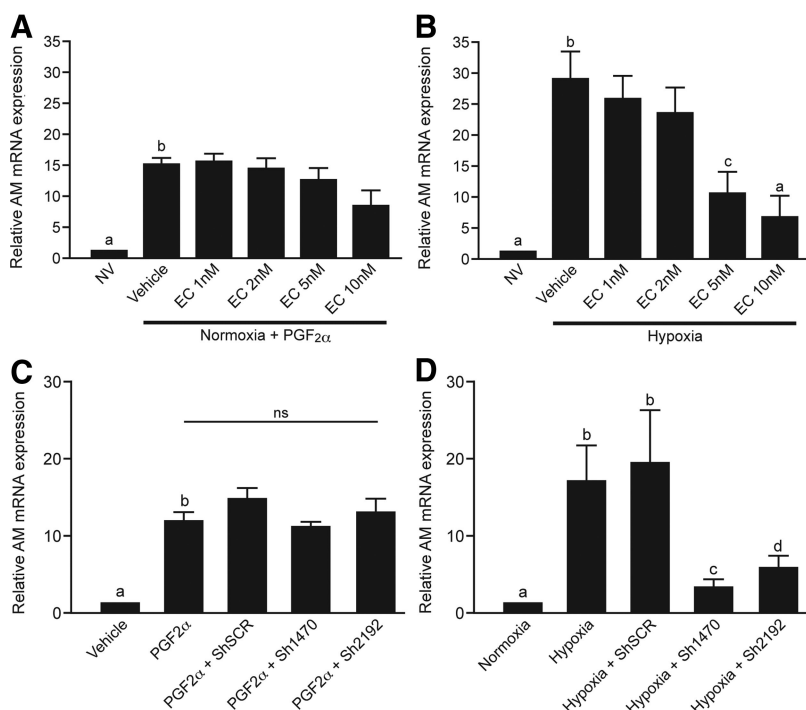 A
Relative AM mRNA expression
35
30
25
20
15
10
5
0
a
b
NV
Vehicle
EC 1nM
EC 2nM
EC 5nM
EC 10nM
Normoxia + PGF2α
B
Relative AM mRNA expression
35
30
25
20
15
10
5
0
a
b
c
a
NV
Vehicle
EC 1nM
EC 2nM
EC 5nM
EC 10nM
Hypoxia
C
Relative AM mRNA expression
30
20
10
0
ns
a
b
Vehicle
PGF2α
PGF2α + ShSCR
PGF2α + Sh1470
PGF2α + Sh2192
D
Relative AM mRNA expression
30
20
10
0
a
b
b
c
d
Normoxia
Hypoxia
Hypoxia + ShSCR
Hypoxia + Sh1470
Hypoxia + Sh2192